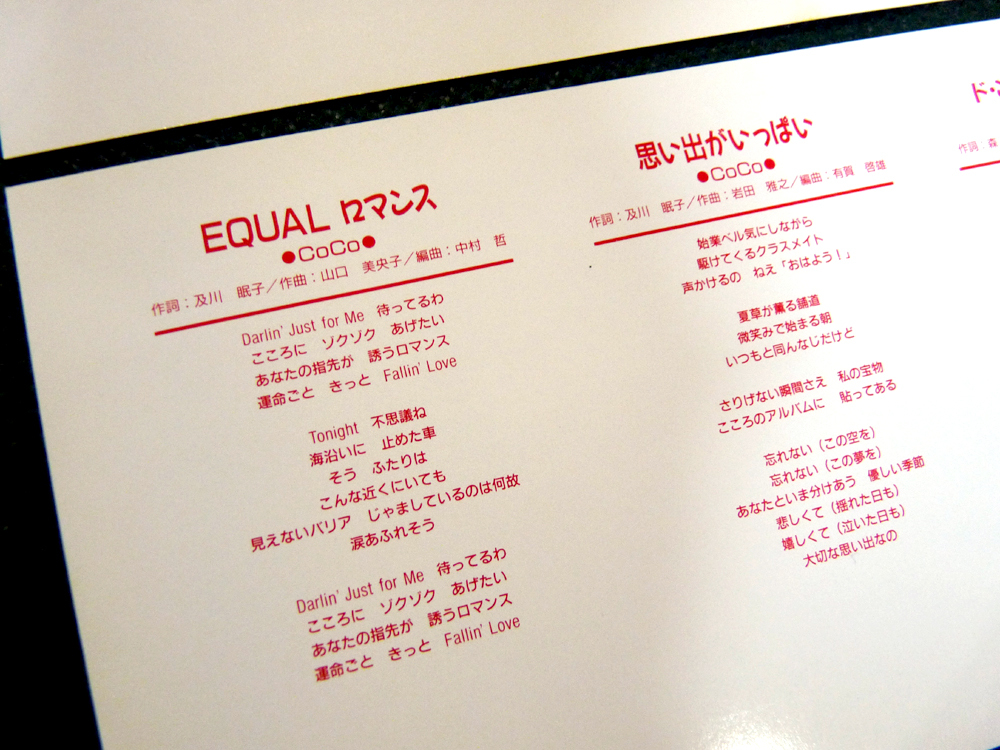 EQUAL ロマンス
●CoCo●
作詞:及川 眠子/作曲:山口 美央子/編曲:中村 哲
Darlin' Just for Me 待ってるわ
こころに ゾクゾク あげたい
あなたの指先が 誘うロマンス
運命ごと きっと Fallin' Love
Tonight 不思議ね
海沿いに 止めた車
そう ふたりは
こんな近くにいても
見えないバリア じゃましているのは何故
涙あふれそう
Darlin' Just for Me 待ってるわ
こころに ゾクゾク あげたい
あなたの指先が 誘うロマンス
運命ごと きっと Fallin' Love
思い出がいっぱい
●CoCo●
作詞:及川 眠子/作曲:岩田 雅之/編曲:有賀 啓雄
始業ベル気にしながら
駆けてくるクラスメイト
声かけるの ねえ「おはよう!」
夏草が薫る舗道
微笑みで始まる朝
いつもと同んなじだけど
さりげない瞬間さえ 私の宝物
こころのアルバムに 貼ってある
忘れない(この空を)
忘れない(この夢を)
あなたといま分けあう 優しい季節
悲しくて(揺れた日も)
嬉しくて(泣いた日も)
大切な思い出なの
ド・
作詞:森